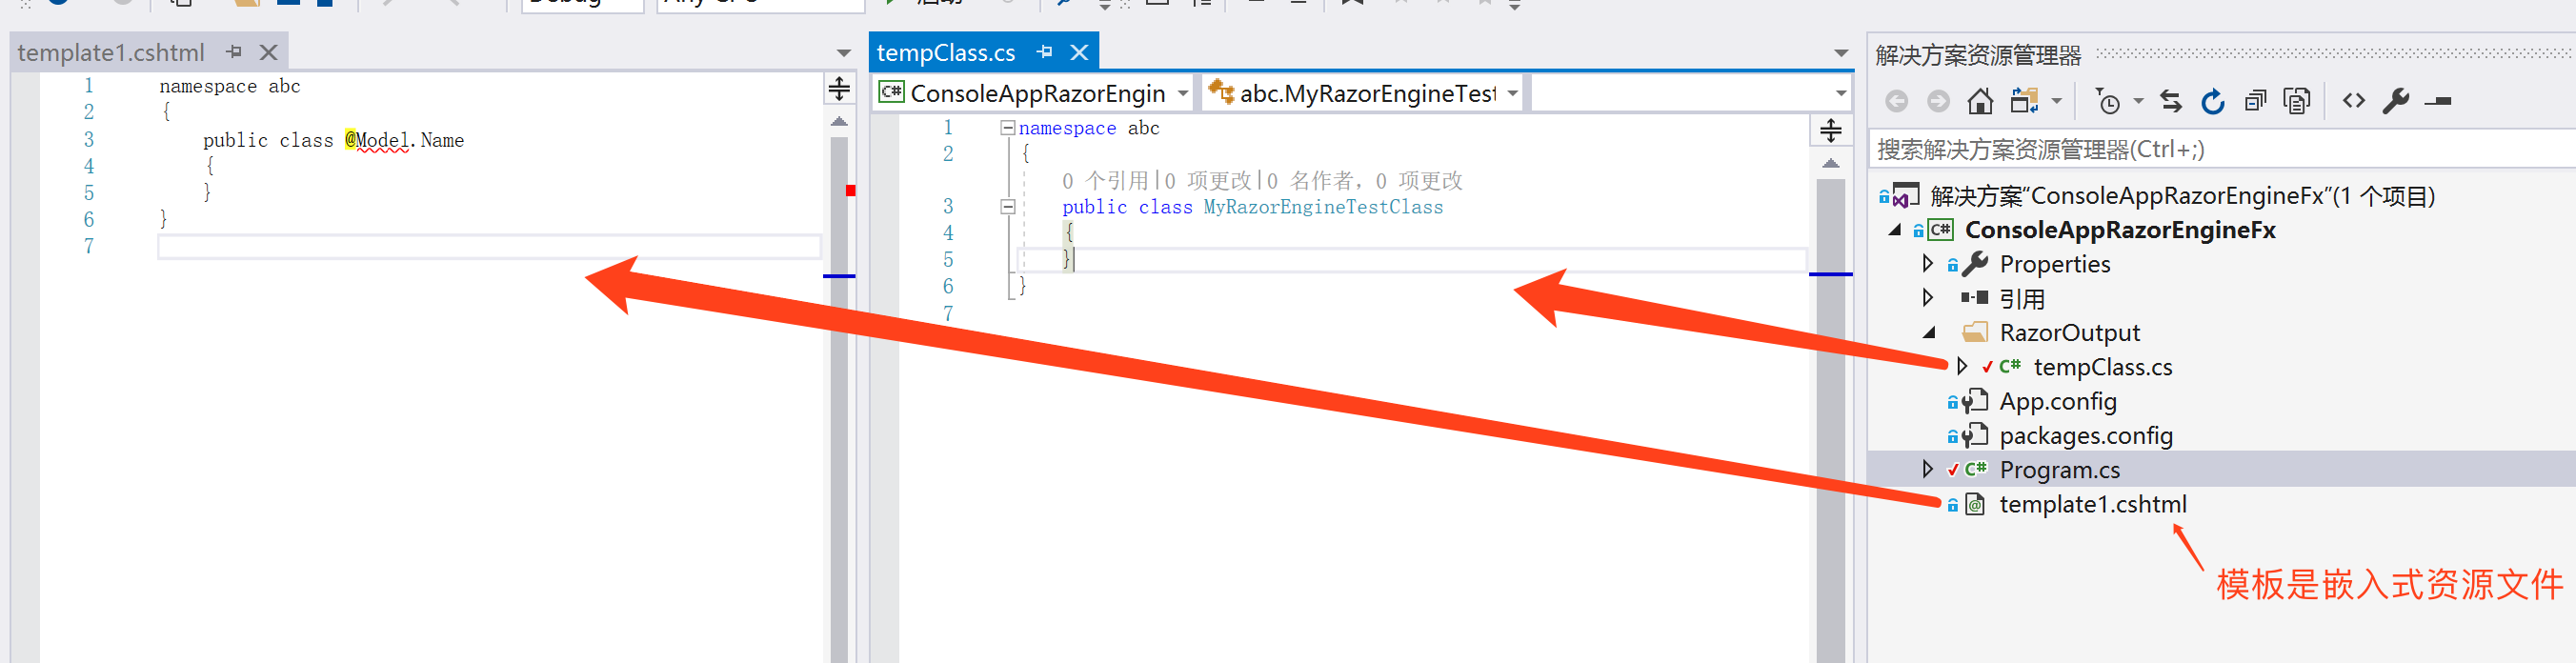 template1.cshtml
1 namespace abc
2 {
3 public class @Model.Name
4 {
5 }
6 }
7
tempClass.cs
ConsoleAppRazorEngin
abc.MyRazorEngineTest
1 namespace abc
2 {
0 个引用|0 项更改|0 名作者, 0 项更改
3 public class MyRazorEngineTestClass
4 {
5 }
6 }
7
解决方案资源管理器
搜索解决方案资源管理器(Ctrl+;)
解决方案“ConsoleAppRazorEngineFx”(1 个项目)
C# ConsoleAppRazorEngineFx
Properties
引用
RazorOutput
C# tempClass.cs
App.config
packages.config
C# Program.cs
template1.cshtml
模板是嵌入式资源文件